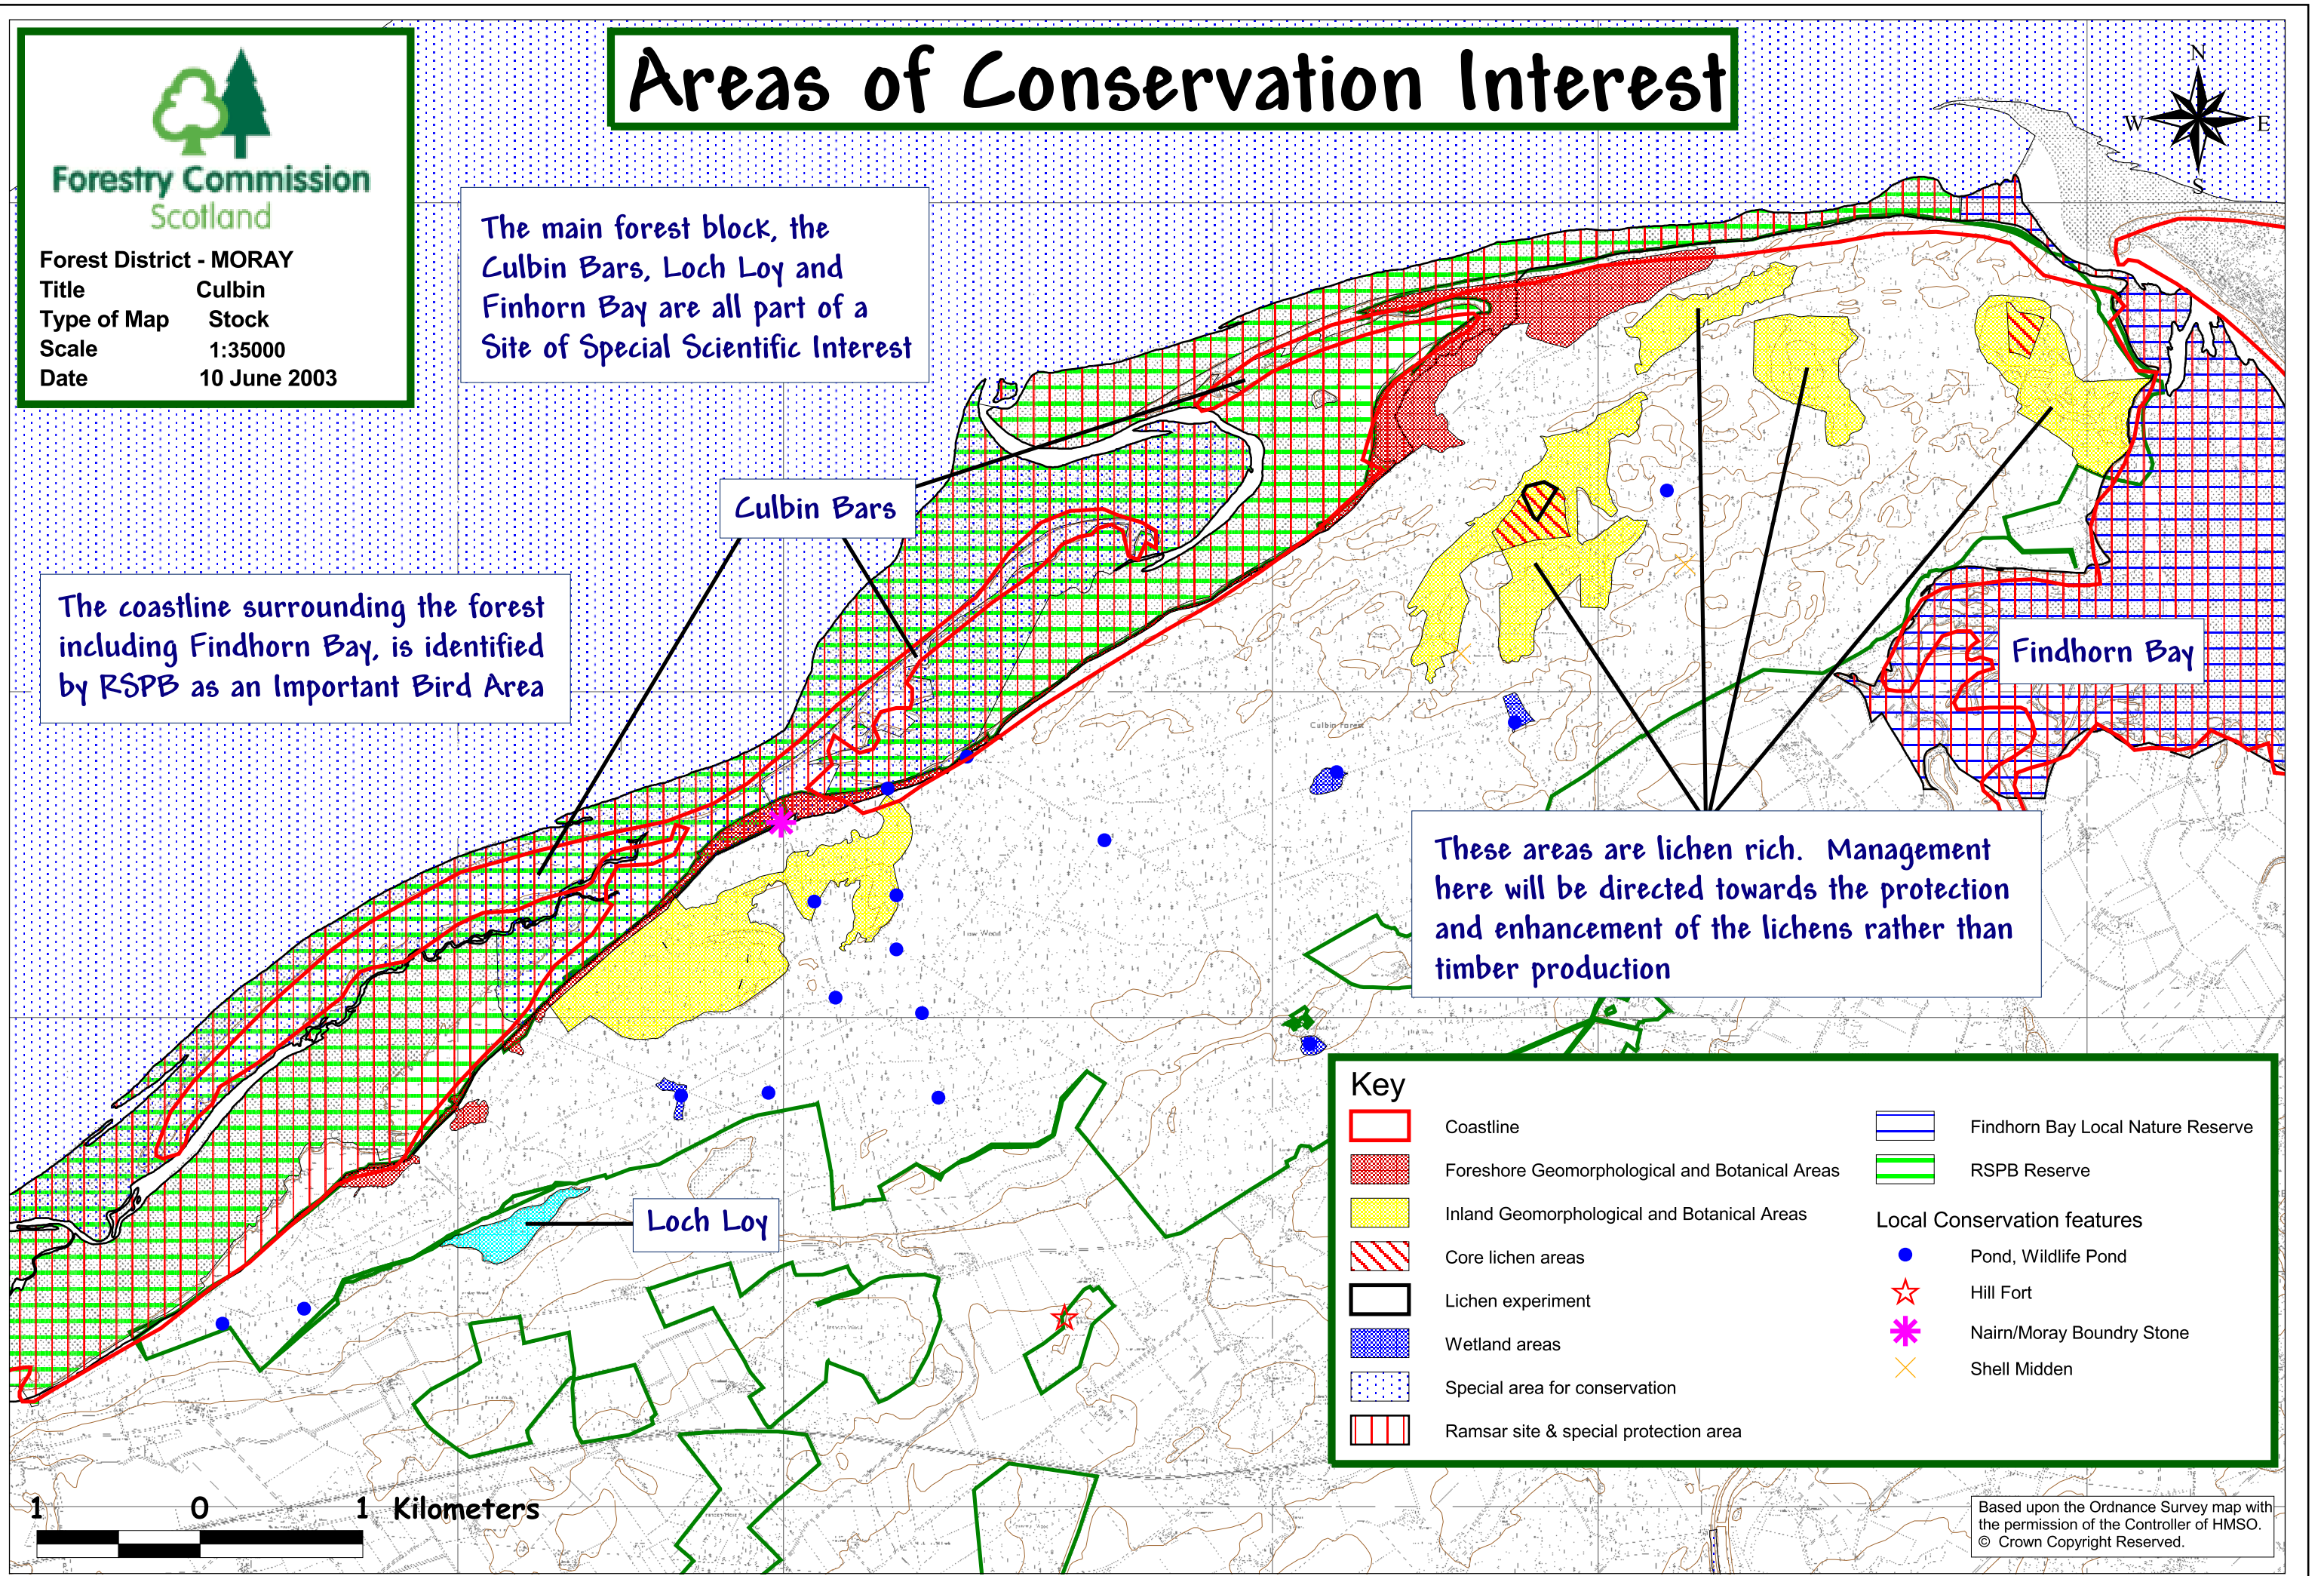 Areas of Conservation Interest
Forestry Commission
Scotland
Forest District - MORAY
Title Culbin
Type of Map Stock
Scale 1:35000
Date 10 June 2003
N
W E
S
The main forest block, the
Culbin Bars, Loch Loy and
Finhorn Bay are all part of a
Site of Special Scientific Interest
Culbin Bars
The coastline surrounding the forest
including Findhorn Bay, is identified
by RSPB as an Important Bird Area
Findhorn Bay
Culbin Forest
These areas are lichen rich. Management
here will be directed towards the protection
and enhancement of the lichens rather than
timber production
Low Wood
Loch Loy
Key
Coastline
Foreshore Geomorphological and Botanical Areas
Inland Geomorphological and Botanical Areas
Core lichen areas
Lichen experiment
Wetland areas
Special area for conservation
Ramsar site & special protection area
Findhorn Bay Local Nature Reserve
RSPB Reserve
Local Conservation features
Pond, Wildlife Pond
Hill Fort
Nairn/Moray Boundry Stone
Shell Midden
1 0 1 Kilometers
Based upon the Ordnance Survey map with
the permission of the Controller of HMSO.
© Crown Copyright Reserved.